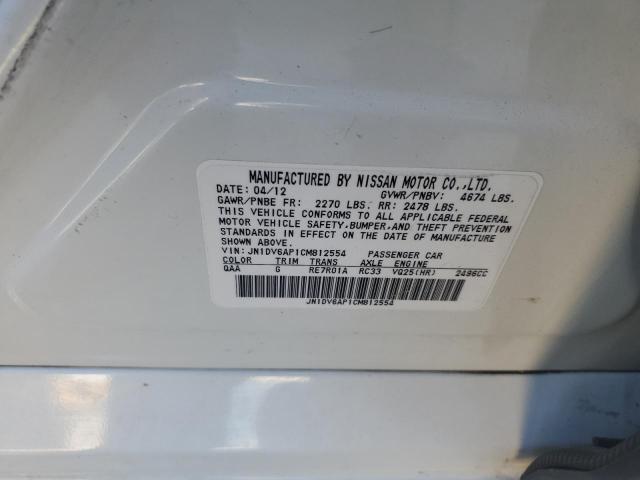 MANUFACTURED BY NISSAN MOTOR CO.,LTD.
DATE: 04/12 GVWR/PNBV: 4674 LBS.
GAWR/PNBE FR: 2270 LBS. RR: 2478 LBS.
THIS VEHICLE CONFORMS TO ALL APPLICABLE FEDERAL
MOTOR VEHICLE SAFETY,BUMPER,AND THEFT PREVENTION
STANDARDS IN EFFECT ON THE DATE OF MANUFACTURE
SHOWN ABOVE.
VIN: JN1DV6AP1CM812554 PASSENGER CAR
COLOR TRIM TRANS AXLE ENGINE
QAA G RE7R01A RC33 VQ25(HR) 2496CC
JN1DV6AP1CM812554